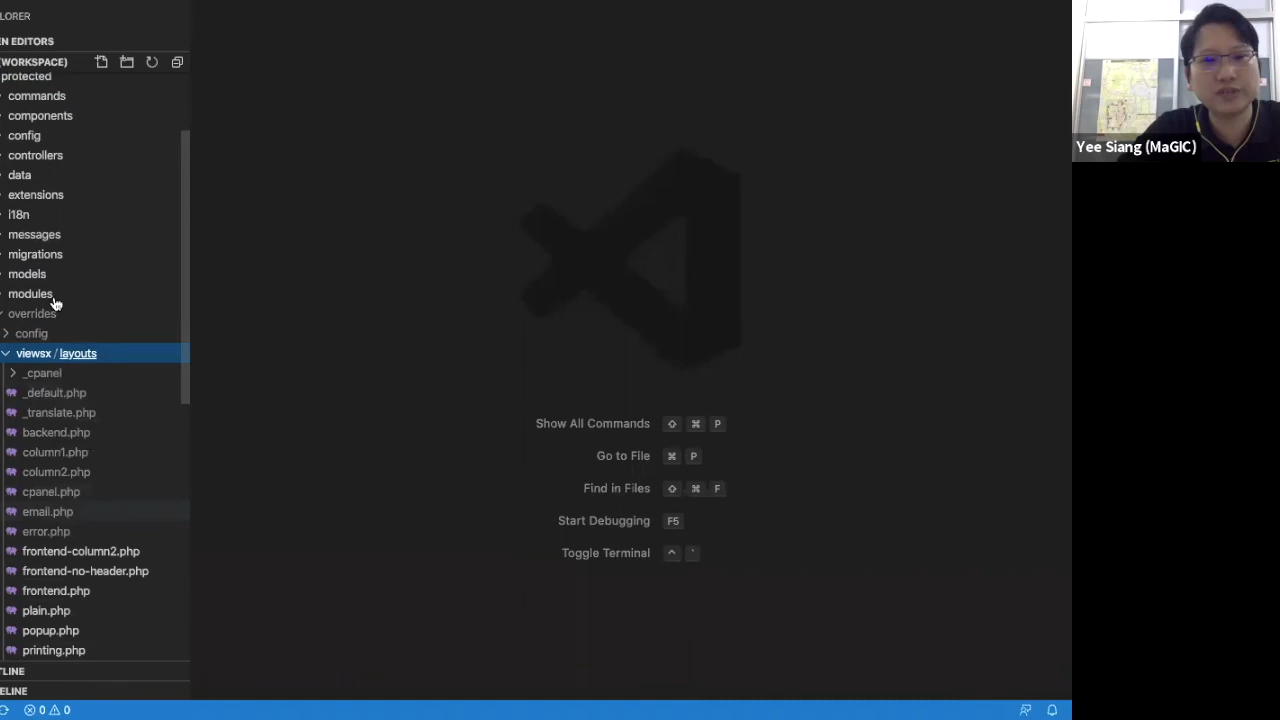 LORER
EN EDITORS
(WORKSPACE)
protected
commands
components
config
controllers
data
extensions
i18n
messages
migrations
models
modules
overrides
config
viewsx / layouts
_cpanel
_default.php
_translate.php
backend.php
column1.php
column2.php
cpanel.php
email.php
error.php
frontend-column2.php
frontend-no-header.php
frontend.php
plain.php
popup.php
printing.php
TLINE
ELINE
0 0
Show All Commands ⇧ ⌘ P
Go to File ⌘ P
Find in Files ⇧ ⌘ F
Start Debugging F5
Toggle Terminal ^ `
Yee Siang (MaGIC)